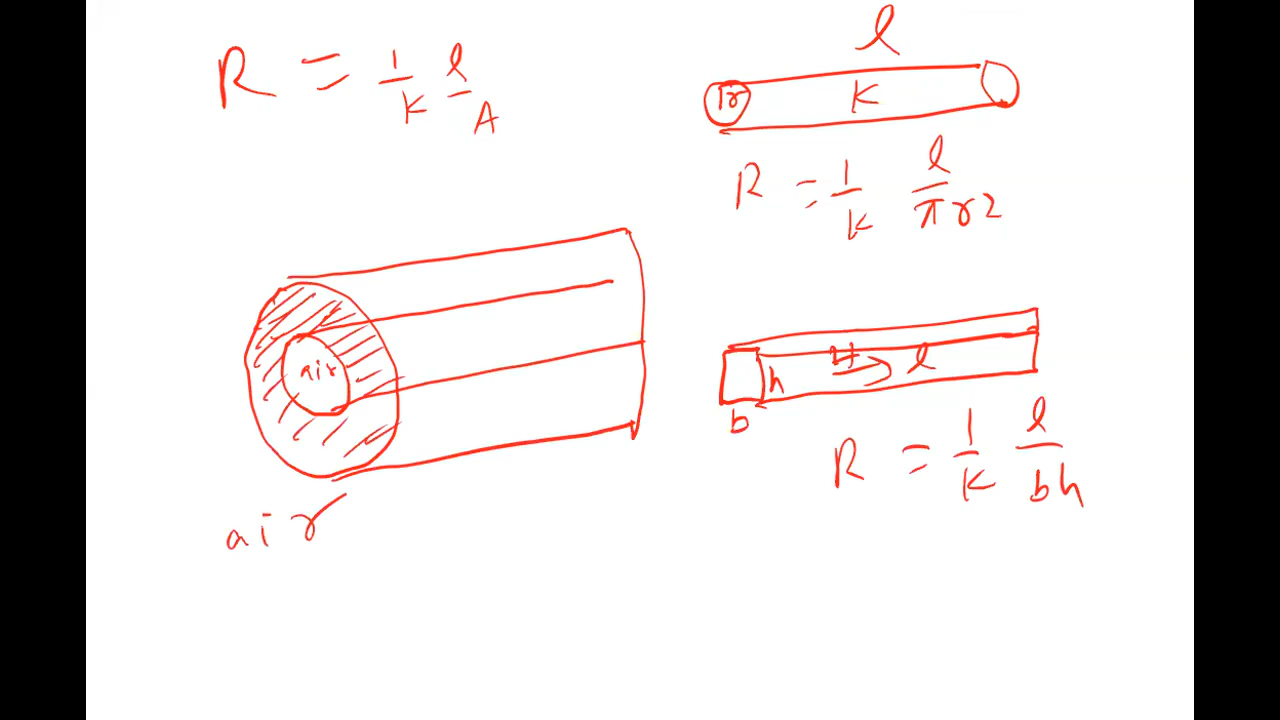 R = 1/K l/A
l
r
K
R = 1/K l/πr2
air
air
H
l
h
b
R = 1/K l/bh